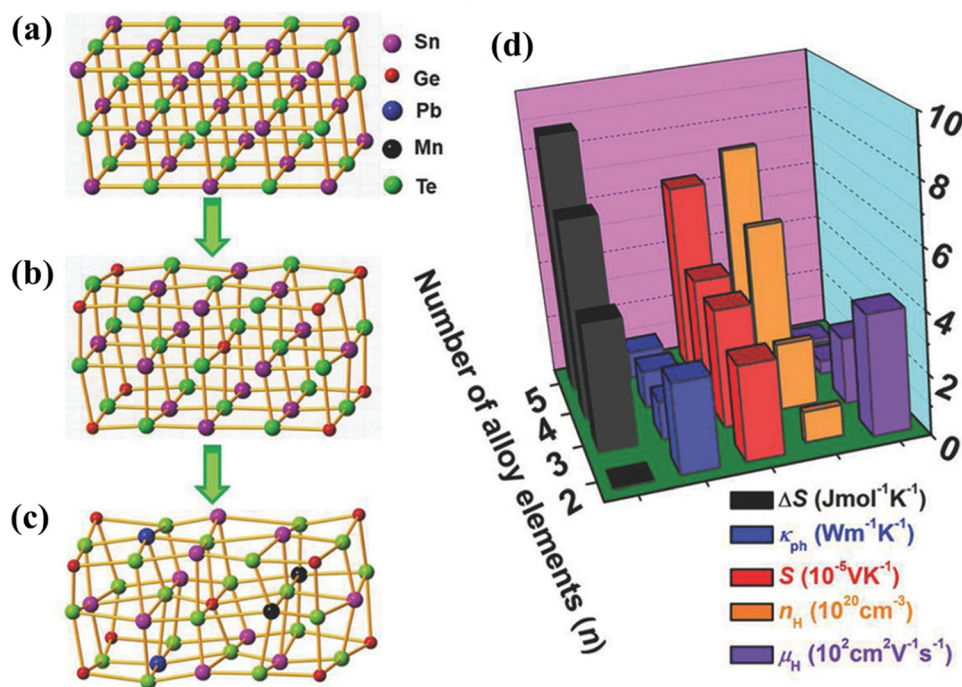 (a)
Sn
Ge
Pb
Mn
Te
(b)
(c)
(d)
10
8
6
4
2
0
5
4
3
2
Number of alloy elements (n)
ΔS (Jmol⁻¹K⁻¹)
κph (Wm⁻¹K⁻¹)
S (10⁻⁵VK⁻¹)
nH (10²⁰cm⁻³)
μH (10²cm²V⁻¹s⁻¹)